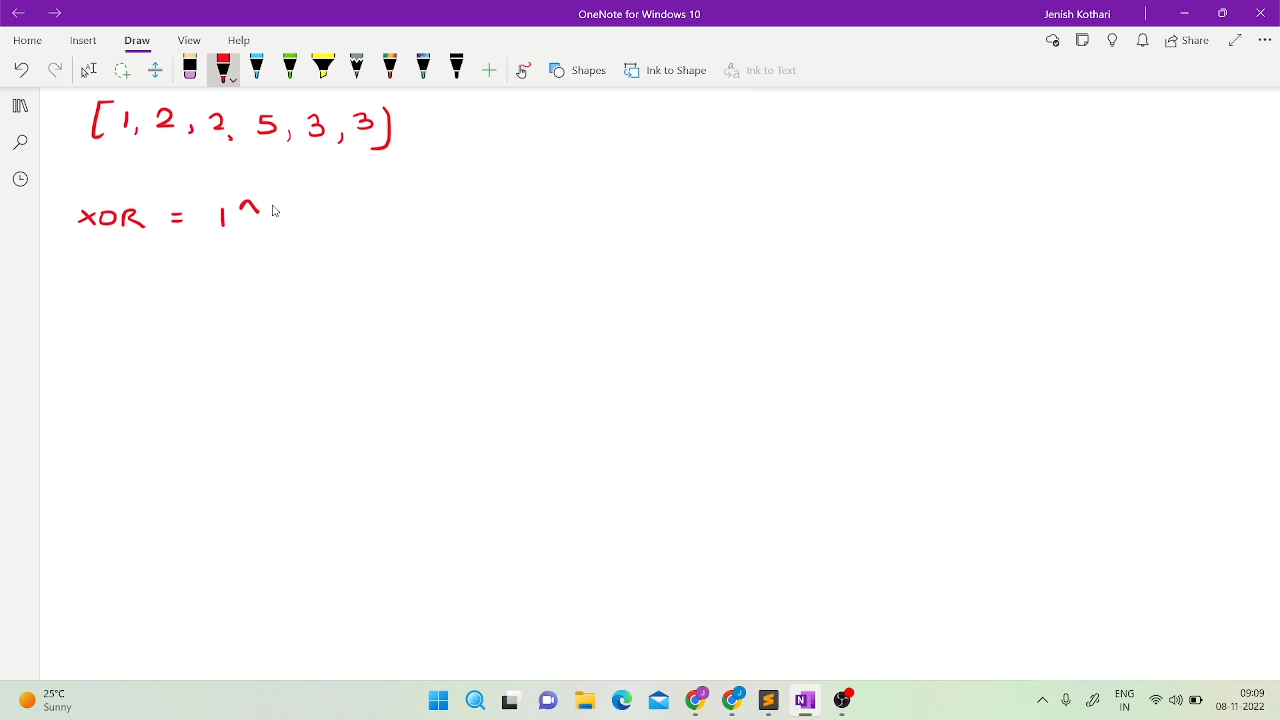 OneNote for Windows 10
Jenish Kothari
Home Insert Draw View Help
Share
Shapes Ink to Shape Ink to Text
[1, 2, 2, 5, 3, 3)
XOR = 1 ^
25°C
Sunny
ENG
IN
09:09
08-11-2022